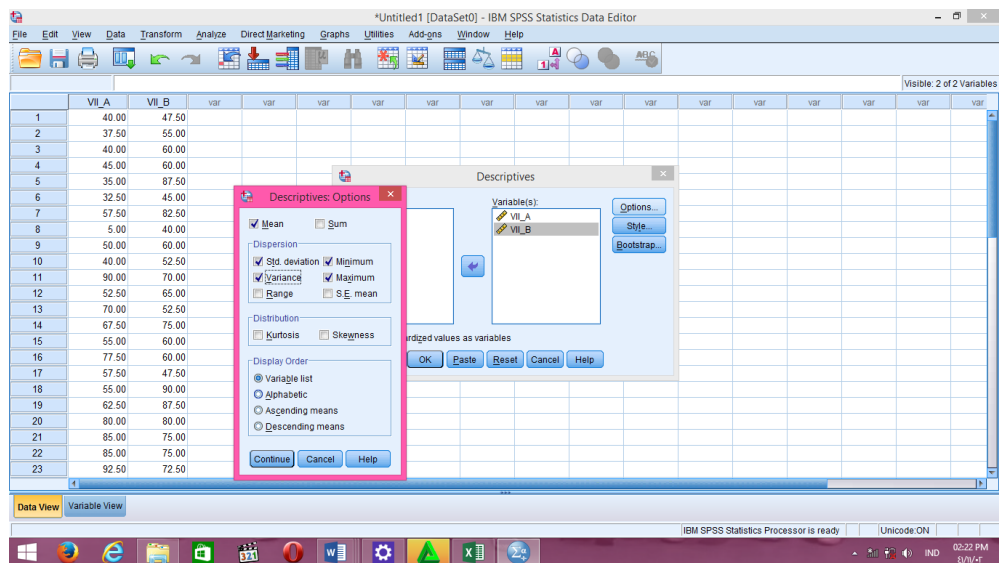 *Untitled1 [DataSet0] - IBM SPSS Statistics Data Editor
File Edit View Data Transform Analyze Direct Marketing Graphs Utilities Add-ons Window Help
Visible: 2 of 2 Variables
VII_A VII_B var var var var var var var var var var var var var var var
1 40.00 47.50
2 37.50 55.00
3 40.00 60.00
4 45.00 60.00
5 35.00 87.50
6 32.50 45.00
7 57.50 82.50
8 5.00 40.00
9 50.00 60.00
10 40.00 52.50
11 90.00 70.00
12 52.50 65.00
13 70.00 52.50
14 67.50 75.00
15 55.00 60.00
16 77.50 60.00
17 57.50 47.50
18 55.00 90.00
19 62.50 87.50
20 80.00 80.00
21 85.00 75.00
22 85.00 75.00
23 92.50 72.50
Descriptives
Variable(s):
VII_A
VII_B
Options...
Style...
Bootstrap...
rdized values as variables
OK Paste Reset Cancel Help
Descriptives: Options
Mean Sum
Dispersion
Std. deviation Minimum
Variance Maximum
Range S.E. mean
Distribution
Kurtosis Skewness
Display Order
Variable list
Alphabetic
Ascending means
Descending means
Continue Cancel Help
Data View Variable View
IBM SPSS Statistics Processor is ready Unicode:ON
IND 02:22 PM